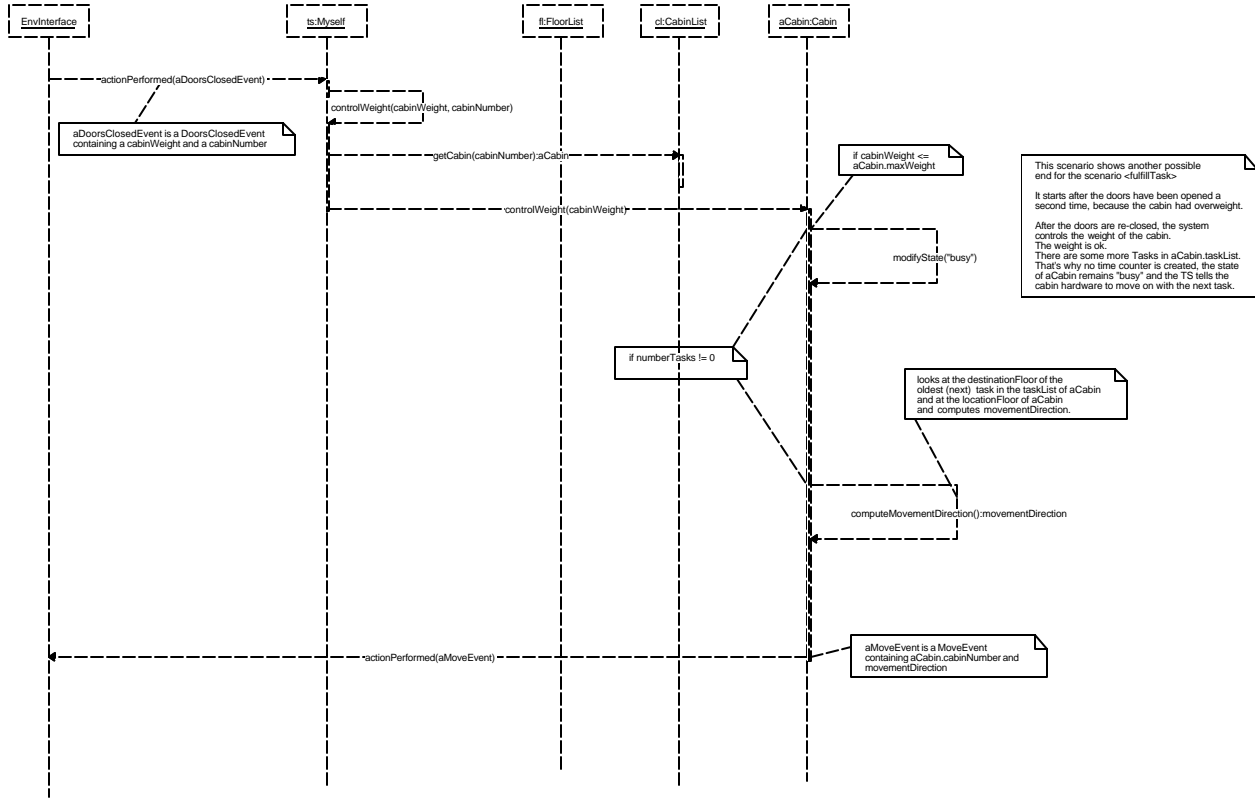 EnvInterface
ts:Myself
fl:FloorList
cl:CabinList
aCabin:Cabin
actionPerformed(aDoorsClosedEvent)
controlWeight(cabinWeight, cabinNumber)
aDoorsClosedEvent is a DoorsClosedEvent
containing a cabinWeight and a cabinNumber
getCabin(cabinNumber):aCabin
if cabinWeight <=
aCabin.maxWeight
This scenario shows another possible
end for the scenario <fulfillTask>
It starts after the doors have been opened a
second time, because the cabin had overweight.
After the doors are re-closed, the system
controls the weight of the cabin.
The weight is ok.
There are some more Tasks in aCabin.taskList.
That's why no time counter is created, the state
of aCabin remains "busy" and the TS tells the
cabin hardware to move on with the next task.
controlWeight(cabinWeight)
modifyState("busy")
if numberTasks != 0
looks at the destinationFloor of the
oldest (next) task in the taskList of aCabin
and at the locationFloor of aCabin
and computes movementDirection.
computeMovementDirection():movementDirection
actionPerformed(aMoveEvent)
aMoveEvent is a MoveEvent
containing aCabin.cabinNumber and
movementDirection